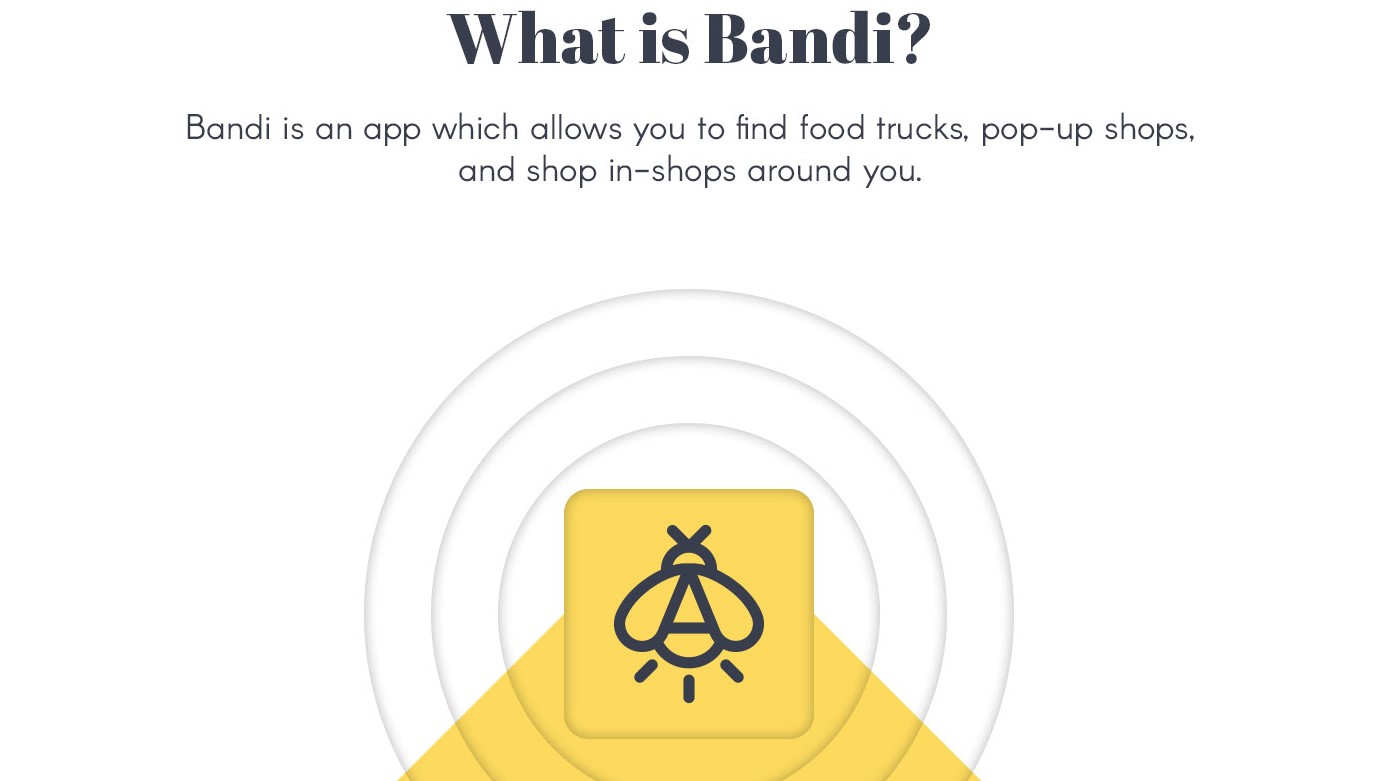 What is Bandi?
Bandi is an app which allows you to find food trucks, pop-up shops,
and shop in-shops around you.